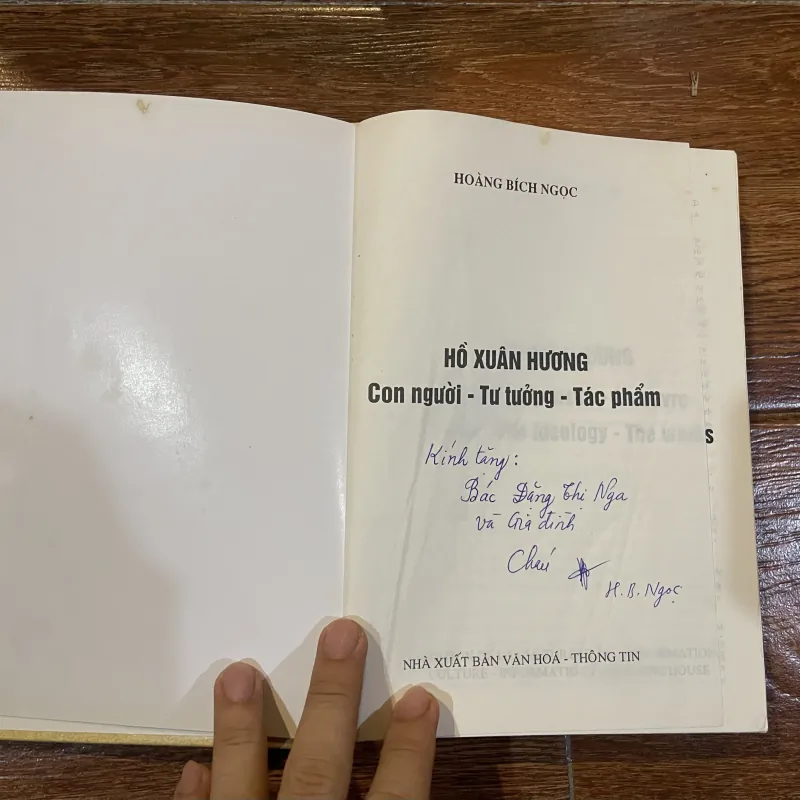 HOÀNG BÍCH NGỌC
HỒ XUÂN HƯƠNG
Con người - Tư tưởng - Tác phẩm
Kính tặng:
Bác Đặng Thị Nga
và Gia đình
Cháu
H. B. Ngọc
NHÀ XUẤT BẢN VĂN HOÁ - THÔNG TIN